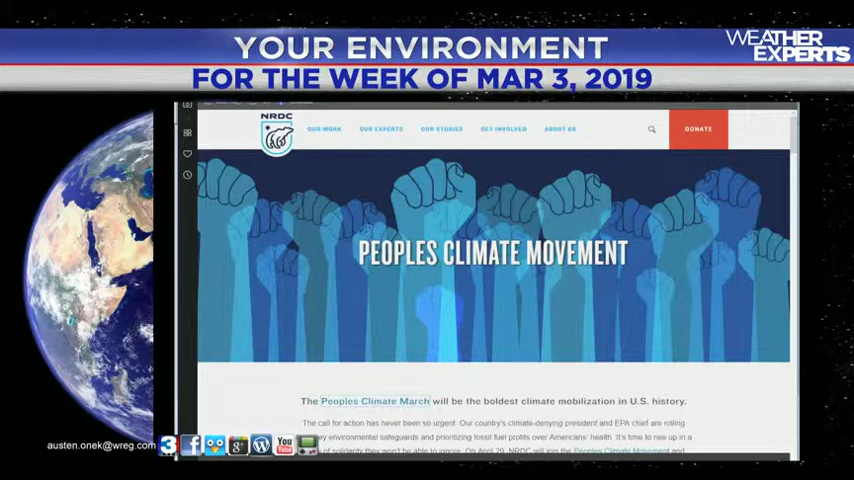 YOUR ENVIRONMENT
WEATHER
EXPERTS
FOR THE WEEK OF MAR 3, 2019
NRDC
OUR WORK OUR EXPERTS OUR STORIES GET INVOLVED ABOUT US DONATE
PEOPLES CLIMATE MOVEMENT
The Peoples Climate March will be the boldest climate mobilization in U.S. history.
The call for action has never been so urgent. Our country's climate-denying president and EPA chief are rolling
environmental safeguards and prioritizing fossil fuel profits over Americans' health. It's time to rise up in a
of solidarity they won't be able to ignore. On April 29, NRDC will join the Peoples Climate Movement and
austen.onek@wreg.com
3
f
g+
W
You